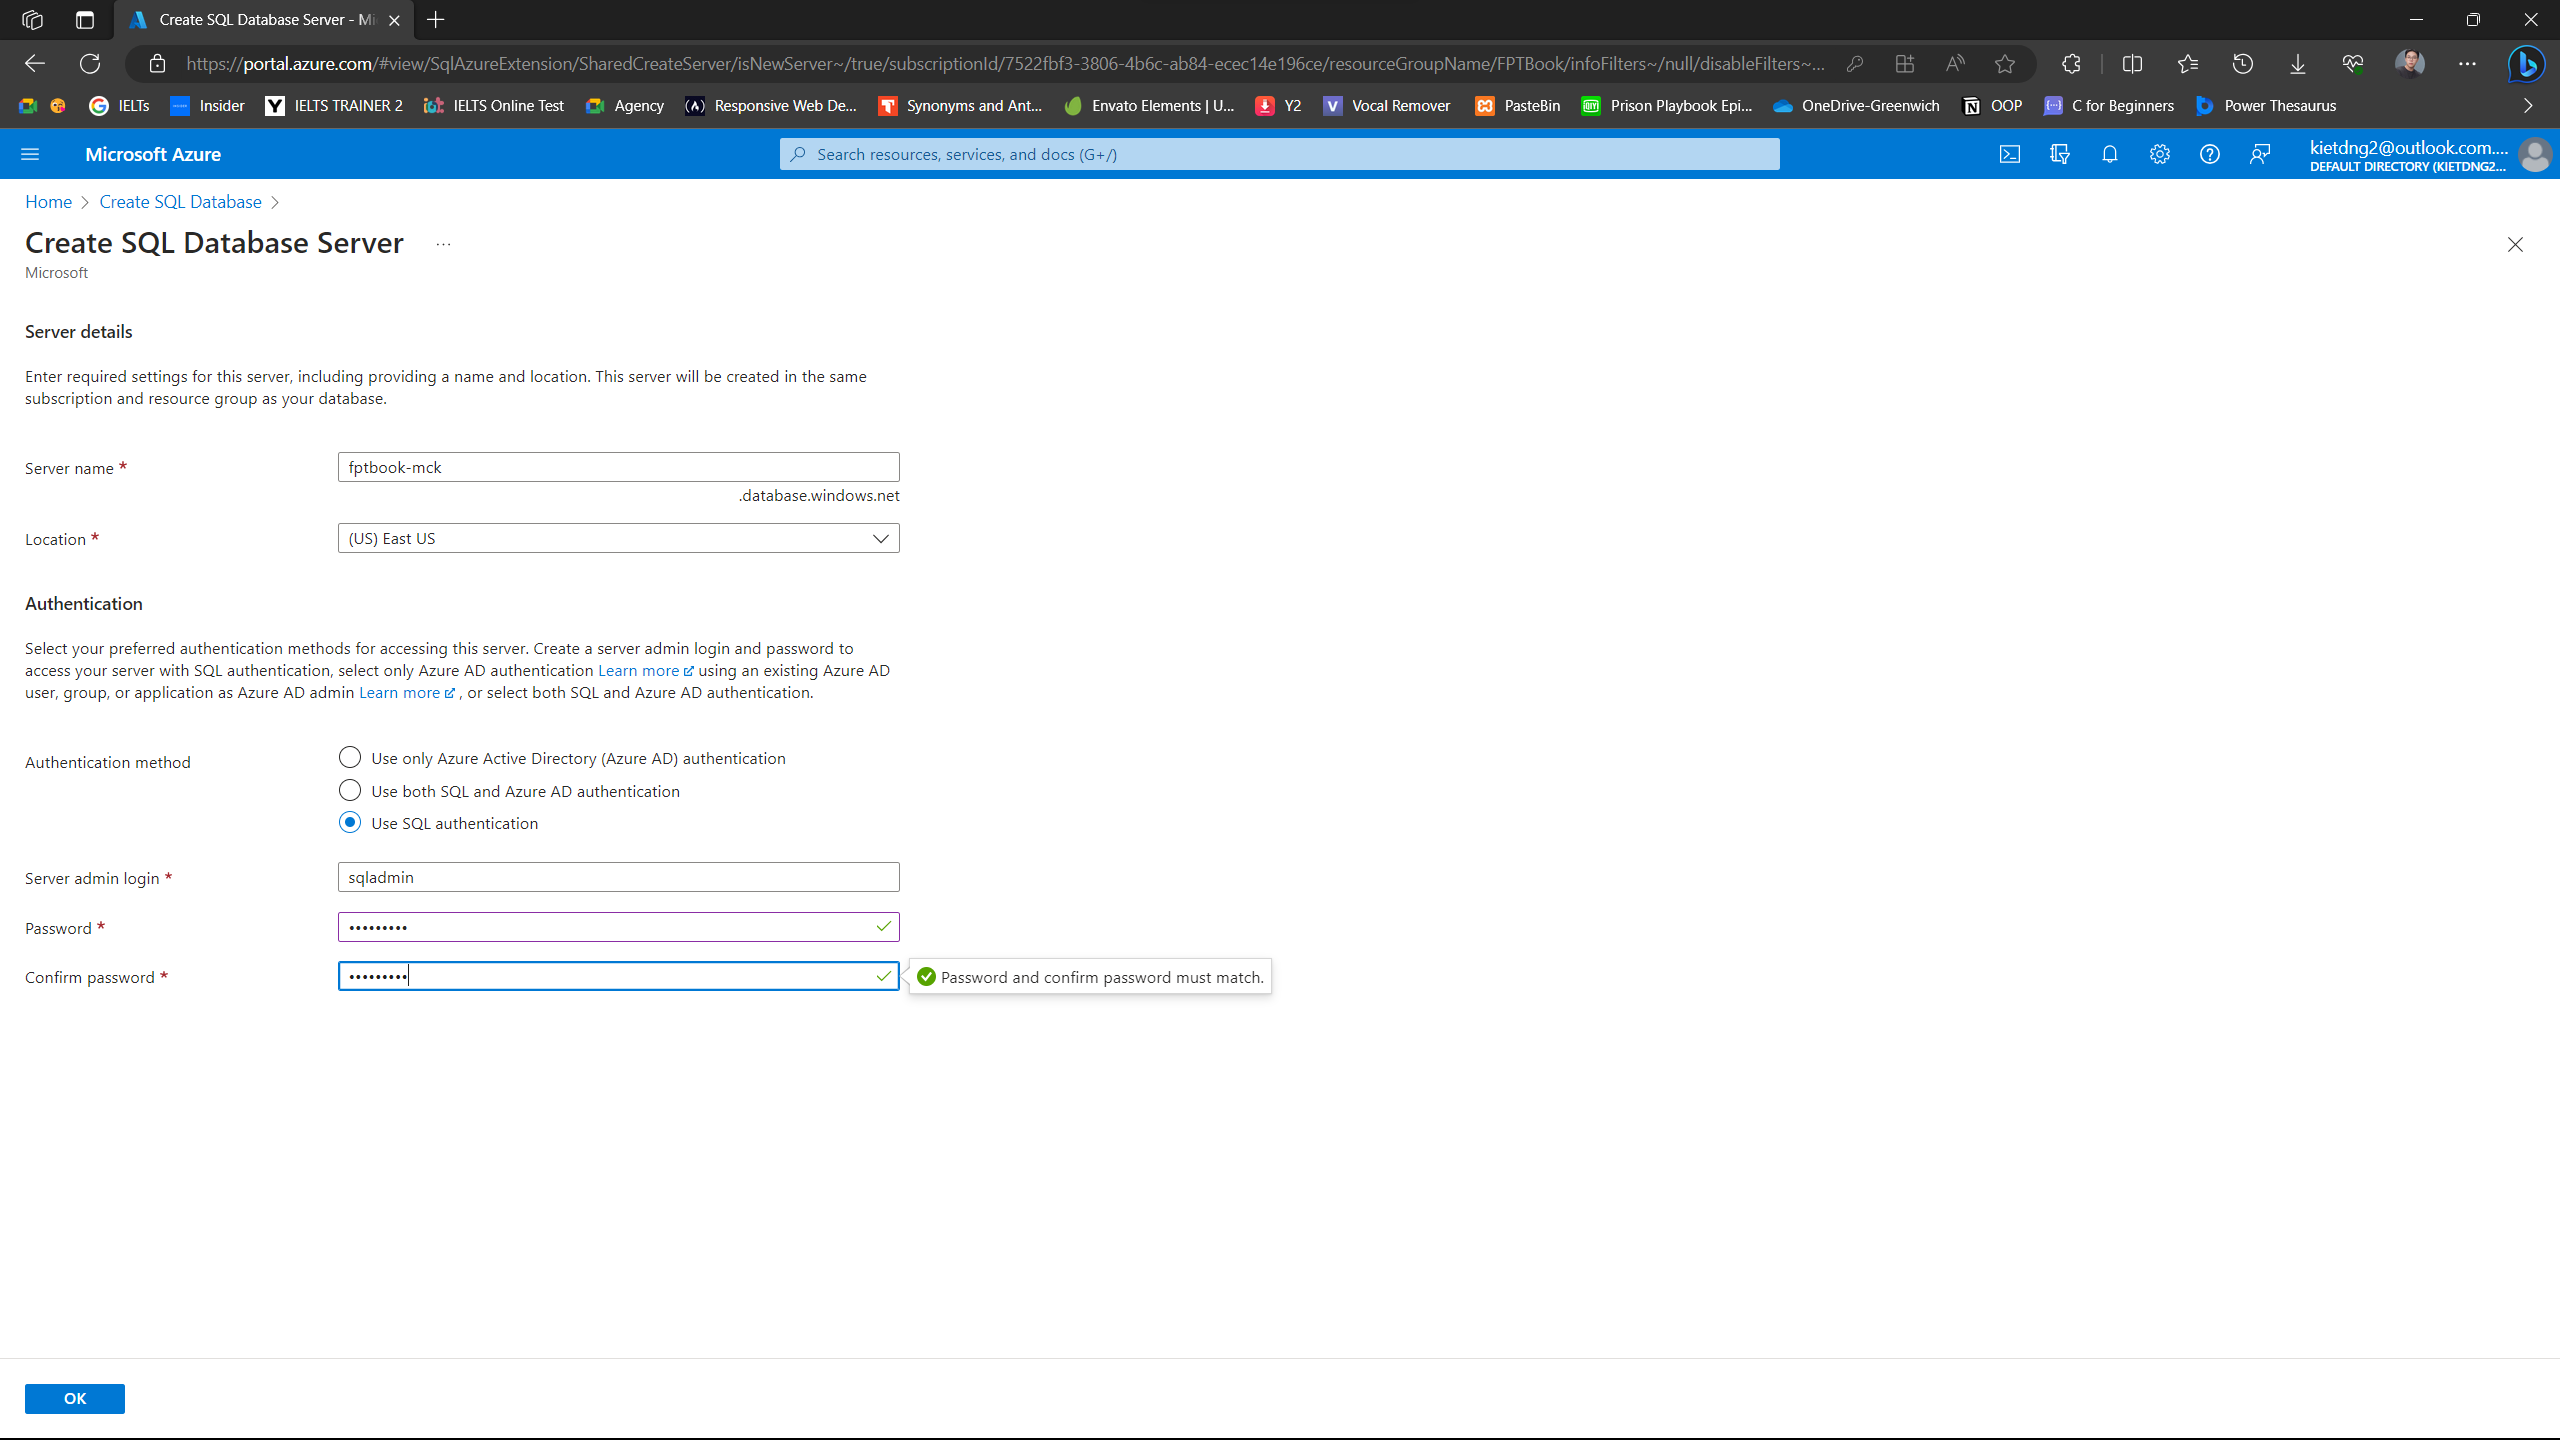 Create SQL Database Server - Mi
https://portal.azure.com/#view/SqlAzureExtension/SharedCreateServer/isNewServer~/true/subscriptionId/7522fbf3-3806-4b6c-ab84-ecec14e196ce/resourceGroupName/FPTBook/infoFilters~/null/disableFilters~...
IELTs Insider IELTS TRAINER 2 IELTS Online Test Agency Responsive Web De... Synonyms and Ant... Envato Elements | U... Y2 Vocal Remover PasteBin Prison Playbook Epi... OneDrive-Greenwich OOP C for Beginners Power Thesaurus
Microsoft Azure
Search resources, services, and docs (G+/)
kietdng2@outlook.com....
DEFAULT DIRECTORY (KIETDNG2...
Home > Create SQL Database >
Create SQL Database Server ...
Microsoft
Server details
Enter required settings for this server, including providing a name and location. This server will be created in the same
subscription and resource group as your database.
Server name * fptbook-mck
.database.windows.net
Location * (US) East US
Authentication
Select your preferred authentication methods for accessing this server. Create a server admin login and password to
access your server with SQL authentication, select only Azure AD authentication Learn more using an existing Azure AD
user, group, or application as Azure AD admin Learn more , or select both SQL and Azure AD authentication.
Authentication method
Use only Azure Active Directory (Azure AD) authentication
Use both SQL and Azure AD authentication
Use SQL authentication
Server admin login * sqladmin
Password * •••••••••
Confirm password * •••••••••
Password and confirm password must match.
OK